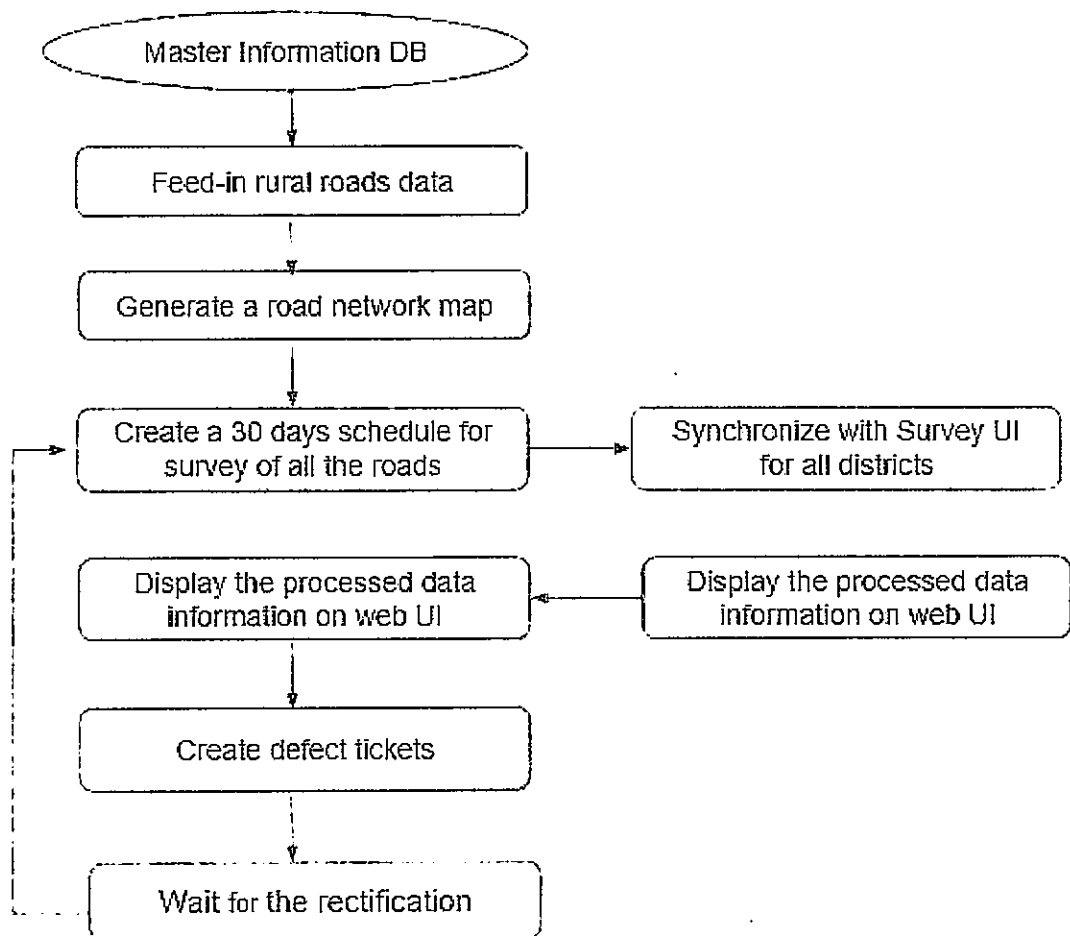 Master Information DB
Feed-in rural roads data
Generate a road network map
Create a 30 days schedule for
survey of all the roads
Synchronize with Survey UI
for all districts
Display the processed data
information on web UI
Display the processed data
information on web UI
Create defect tickets
Wait for the rectification